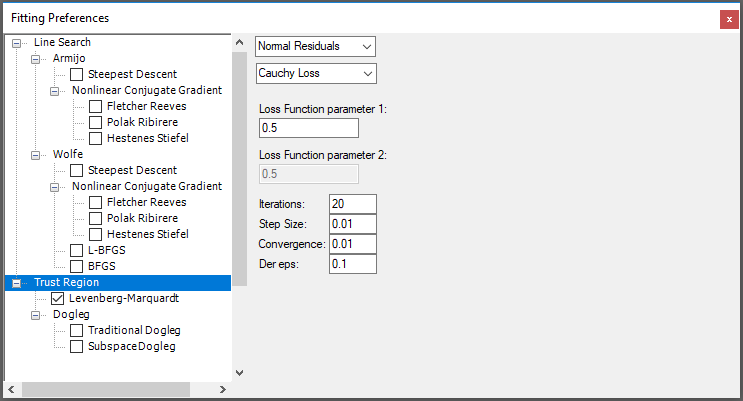 Fitting Preferences
x
Line Search
Armijo
Steepest Descent
Nonlinear Conjugate Gradient
Fletcher Reeves
Polak Ribirere
Hestenes Stiefel
Wolfe
Steepest Descent
Nonlinear Conjugate Gradient
Fletcher Reeves
Polak Ribirere
Hestenes Stiefel
L-BFGS
BFGS
Trust Region
Levenberg-Marquardt
Dogleg
Traditional Dogleg
SubspaceDogleg
Normal Residuals
Cauchy Loss
Loss Function parameter 1:
0.5
Loss Function parameter 2:
0.5
Iterations: 20
Step Size: 0.01
Convergence: 0.01
Der eps: 0.1